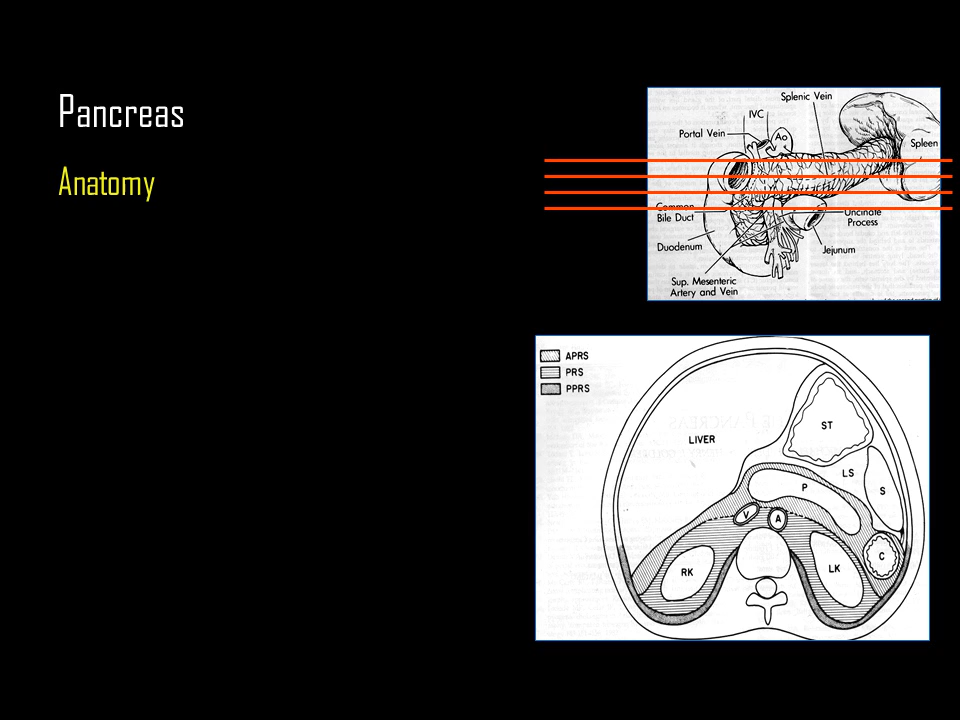 Pancreas
Anatomy
Splenic Vein
IVC
Ao
Portal Vein
Spleen
Common
Bile Duct
Uncinate
Process
Duodenum
Jejunum
Sup. Mesenteric
Artery and Vein
APRS
PRS
PPRS
ST
LIVER
LS
P
S
V
A
C
RK
LK